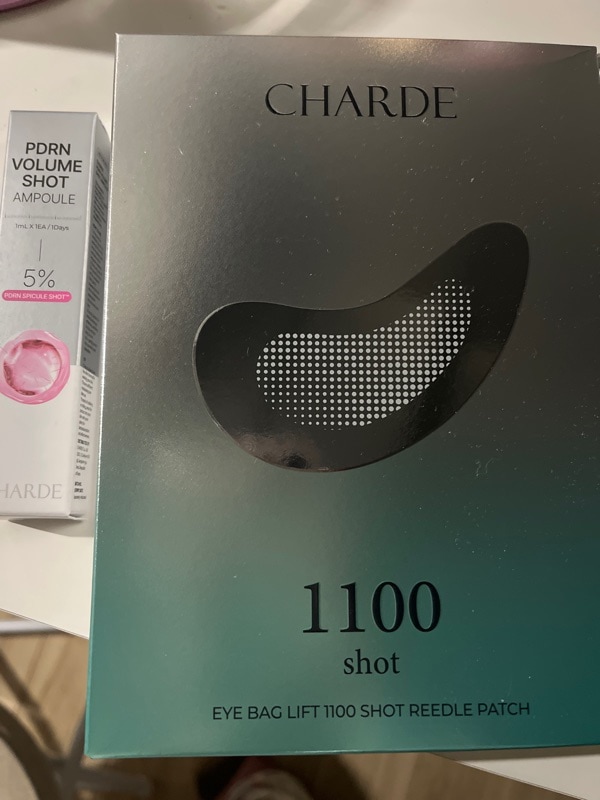 CHARDE
1100
shot
EYE BAG LIFT 1100 SHOT REEDLE PATCH
PDRN
VOLUME
SHOT
AMPOULE
1mL X 1EA / 1Days
5%
PDRN SPICULE SHOT™
HARDE